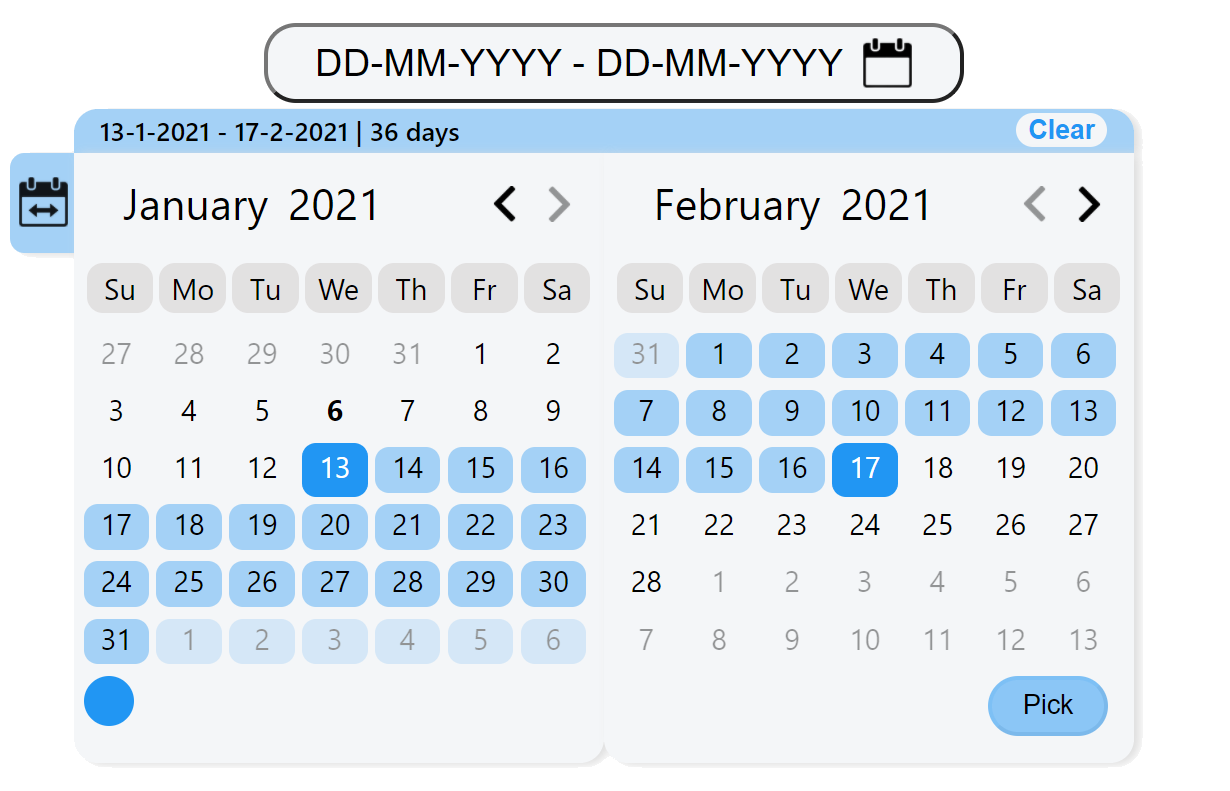 DD-MM-YYYY - DD-MM-YYYY
13-1-2021 - 17-2-2021 | 36 days
Clear
January 2021
Su Mo Tu We Th Fr Sa
27 28 29 30 31 1 2
3 4 5 6 7 8 9
10 11 12 13 14 15 16
17 18 19 20 21 22 23
24 25 26 27 28 29 30
31 1 2 3 4 5 6
February 2021
Su Mo Tu We Th Fr Sa
31 1 2 3 4 5 6
7 8 9 10 11 12 13
14 15 16 17 18 19 20
21 22 23 24 25 26 27
28 1 2 3 4 5 6
7 8 9 10 11 12 13
Pick